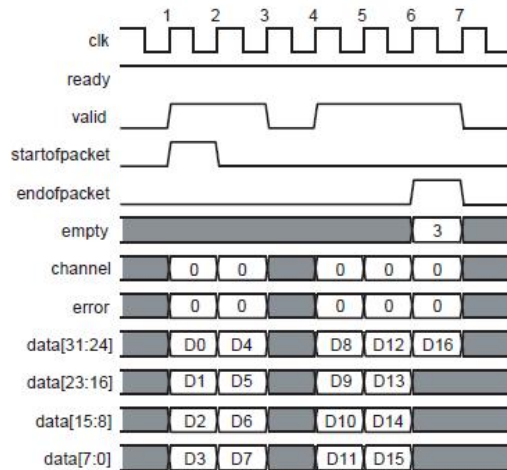 1 2 3 4 5 6 7
clk
ready
valid
startofpacket
endofpacket
empty 3
channel 0 0 0 0 0
error 0 0 0 0 0
data[31:24] D0 D4 D8 D12 D16
data[23:16] D1 D5 D9 D13
data[15:8] D2 D6 D10 D14
data[7:0] D3 D7 D11 D15